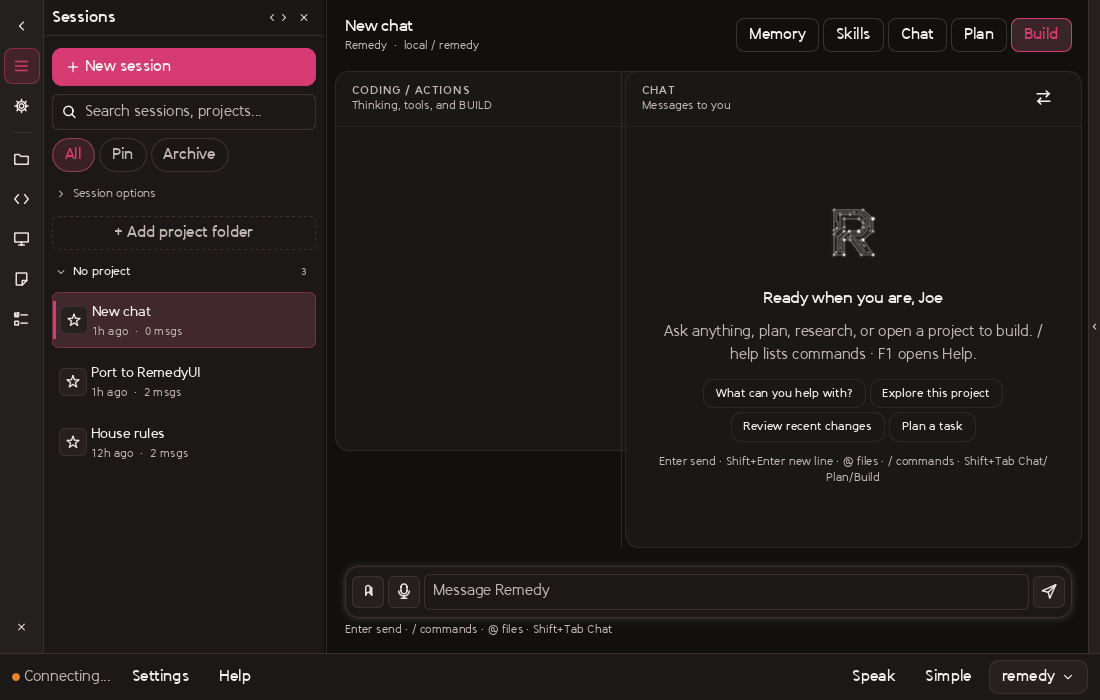 Sessions
New session
Search sessions, projects...
All
Pin
Archive
Session options
+ Add project folder
No project
3
New chat
1h ago · 0 msgs
Port to RemedyUI
1h ago · 2 msgs
House rules
12h ago · 2 msgs
New chat
Remedy · local / remedy
Memory
Skills
Chat
Plan
Build
CODING / ACTIONS
Thinking, tools, and BUILD
CHAT
Messages to you
R
Ready when you are, Joe
Ask anything, plan, research, or open a project to build. /
help lists commands · F1 opens Help.
What can you help with?
Explore this project
Review recent changes
Plan a task
Enter send · Shift+Enter new line · @ files · / commands · Shift+Tab Chat/
Plan/Build
Message Remedy
Enter send · / commands · @ files · Shift+Tab Chat
Connecting...
Settings
Help
Speak
Simple
remedy